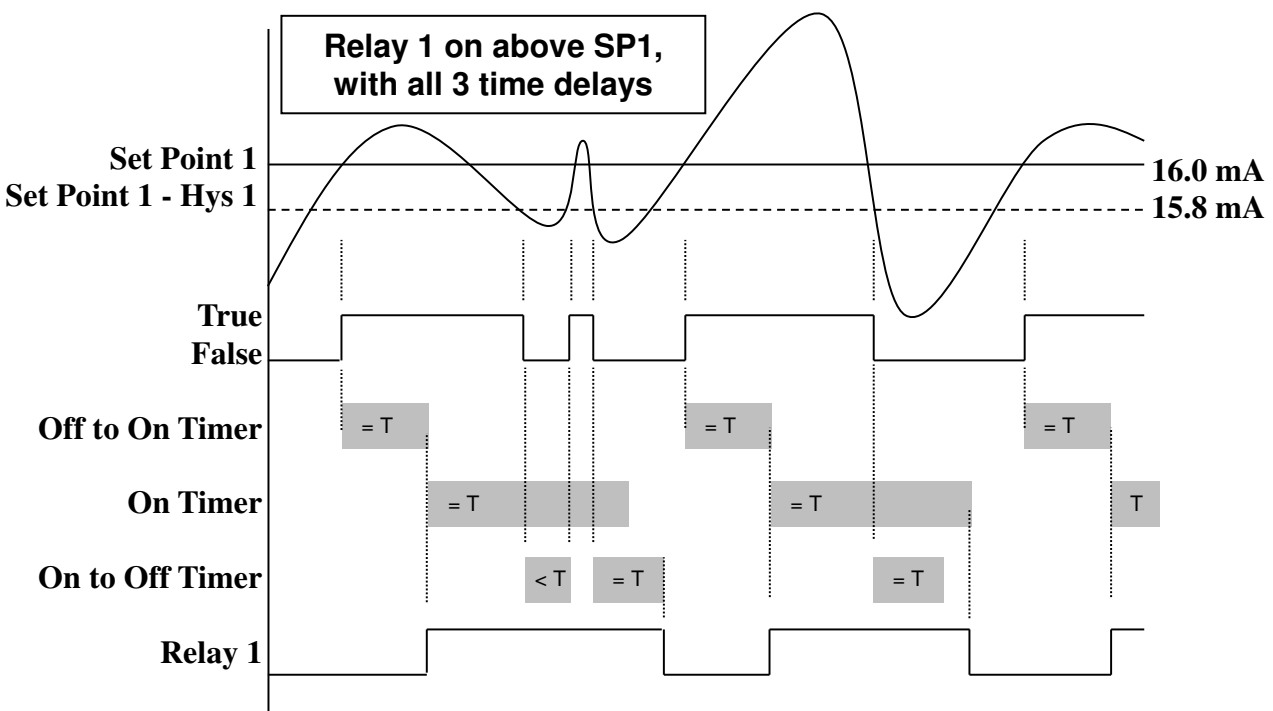 Relay 1 on above SP1,
with all 3 time delays
Set Point 1
16.0 mA
Set Point 1 - Hys 1
15.8 mA
True
False
Off to On Timer
= T
= T
= T
On Timer
= T
= T
T
On to Off Timer
< T
= T
= T
Relay 1